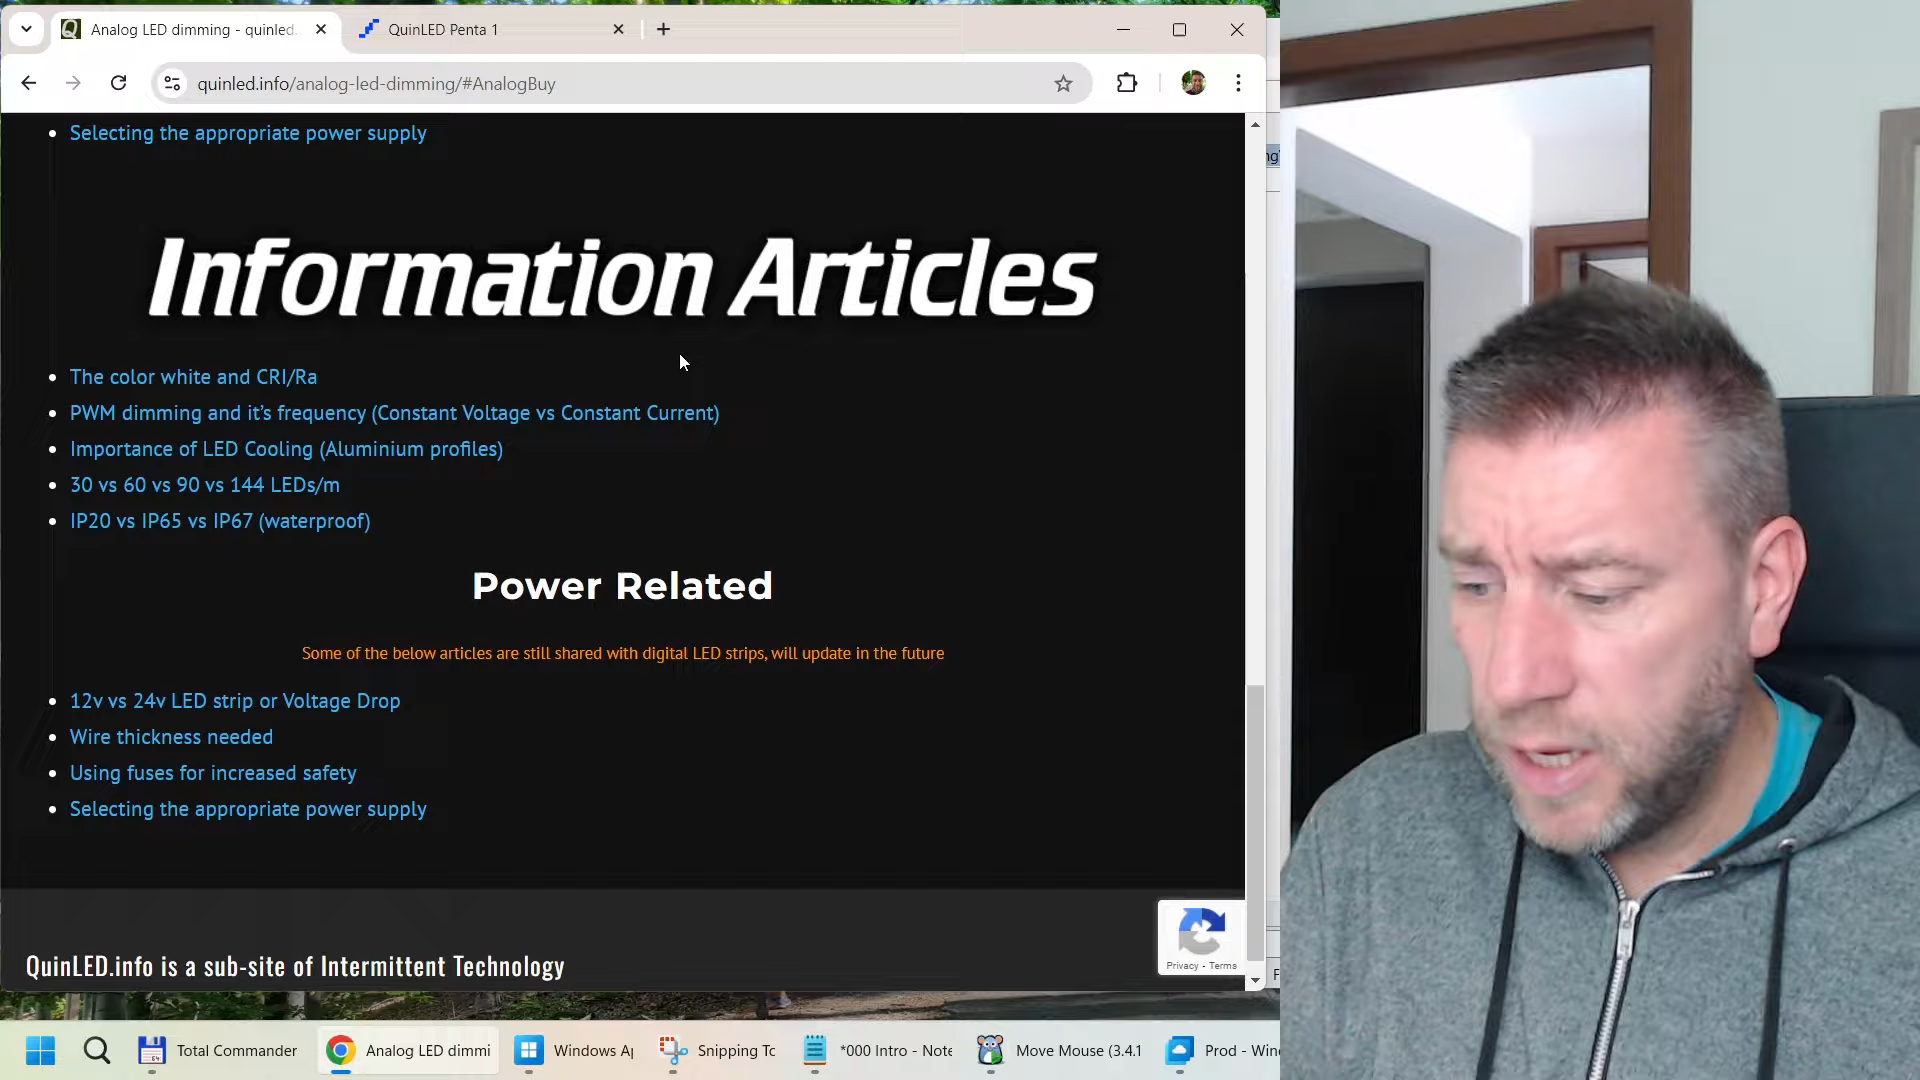 Analog LED dimming - quinled.
QuinLED Penta 1
quinled.info/analog-led-dimming/#AnalogBuy
Selecting the appropriate power supply
Information Articles
The color white and CRI/Ra
PWM dimming and it's frequency (Constant Voltage vs Constant Current)
Importance of LED Cooling (Aluminium profiles)
30 vs 60 vs 90 vs 144 LEDs/m
IP20 vs IP65 vs IP67 (waterproof)
Power Related
Some of the below articles are still shared with digital LED strips, will update in the future
12v vs 24v LED strip or Voltage Drop
Wire thickness needed
Using fuses for increased safety
Selecting the appropriate power supply
Privacy - Terms
QuinLED.info is a sub-site of Intermittent Technology
Total Commander
Analog LED dimmi
Windows A
Snipping Tc
*000 Intro - Note
Move Mouse (3.4.1
Prod - Win